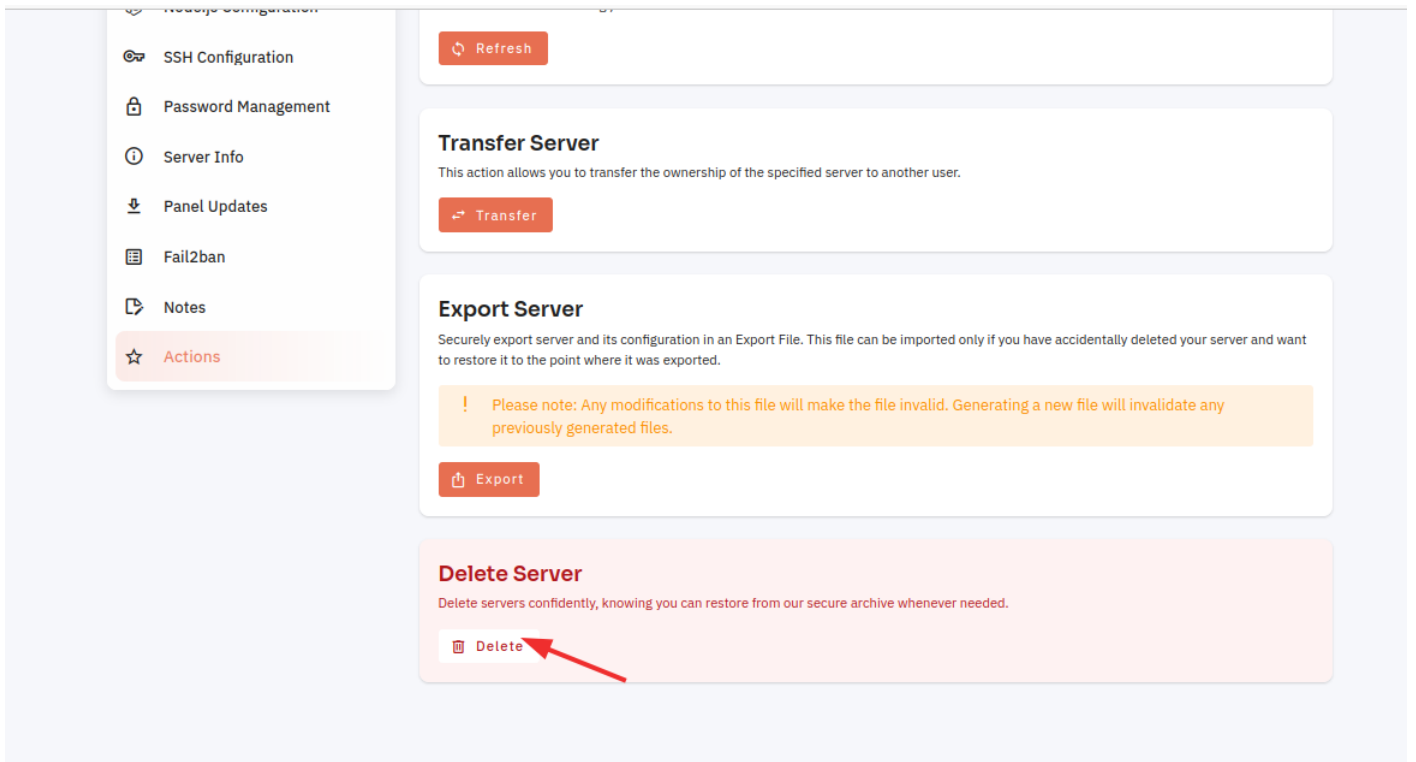 SSH Configuration
Password Management
Server Info
Panel Updates
Fail2ban
Notes
Actions
Refresh
Transfer Server
This action allows you to transfer the ownership of the specified server to another user.
Transfer
Export Server
Securely export server and its configuration in an Export File. This file can be imported only if you have accidentally deleted your server and want
to restore it to the point where it was exported.
! Please note: Any modifications to this file will make the file invalid. Generating a new file will invalidate any
previously generated files.
Export
Delete Server
Delete servers confidently, knowing you can restore from our secure archive whenever needed.
Delete